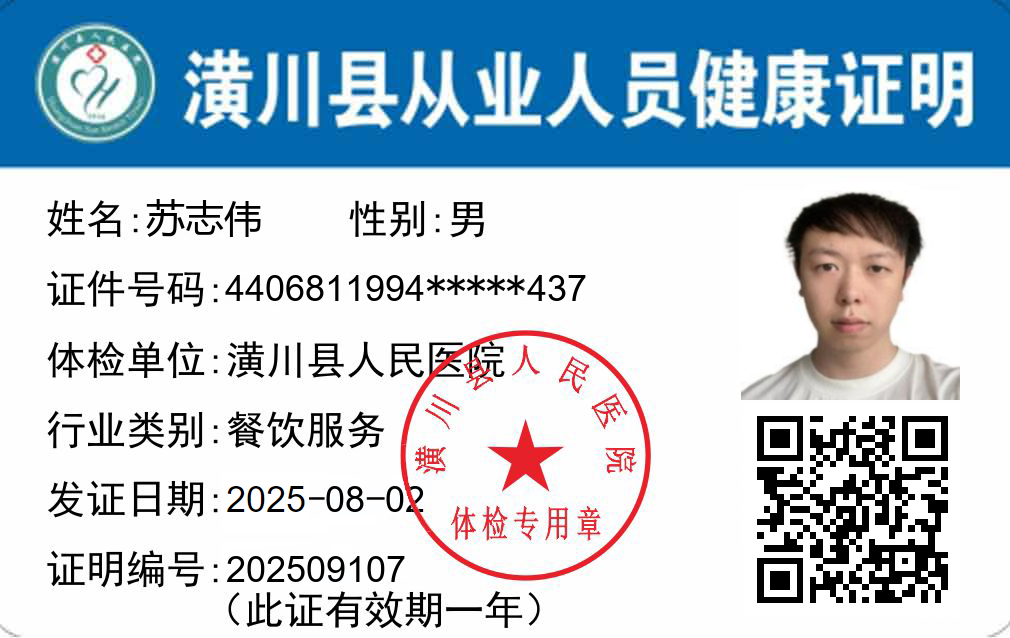 潢川县从业人员健康证明
姓名:苏志伟 性别:男
证件号码:4406811994*****437
体检单位:潢川县人民医院
行业类别:餐饮服务
发证日期:2025-08-02
证明编号:202509107
（此证有效期一年）
潢川县人民医院
体检专用章